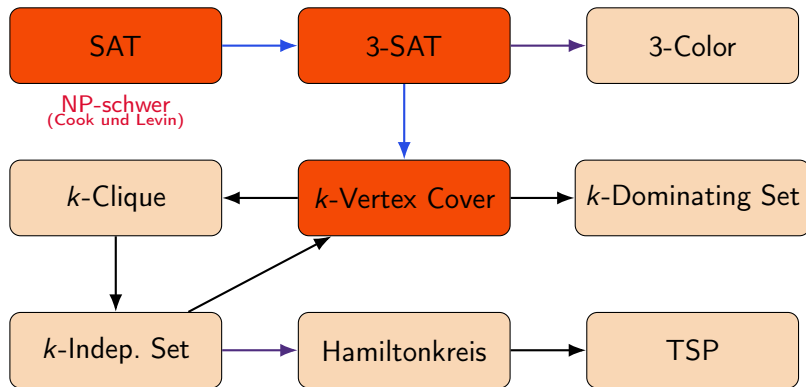 SAT
3-SAT
3-Color
NP-schwer
(Cook und Levin)
k-Clique
k-Vertex Cover
k-Dominating Set
k-Indep. Set
Hamiltonkreis
TSP